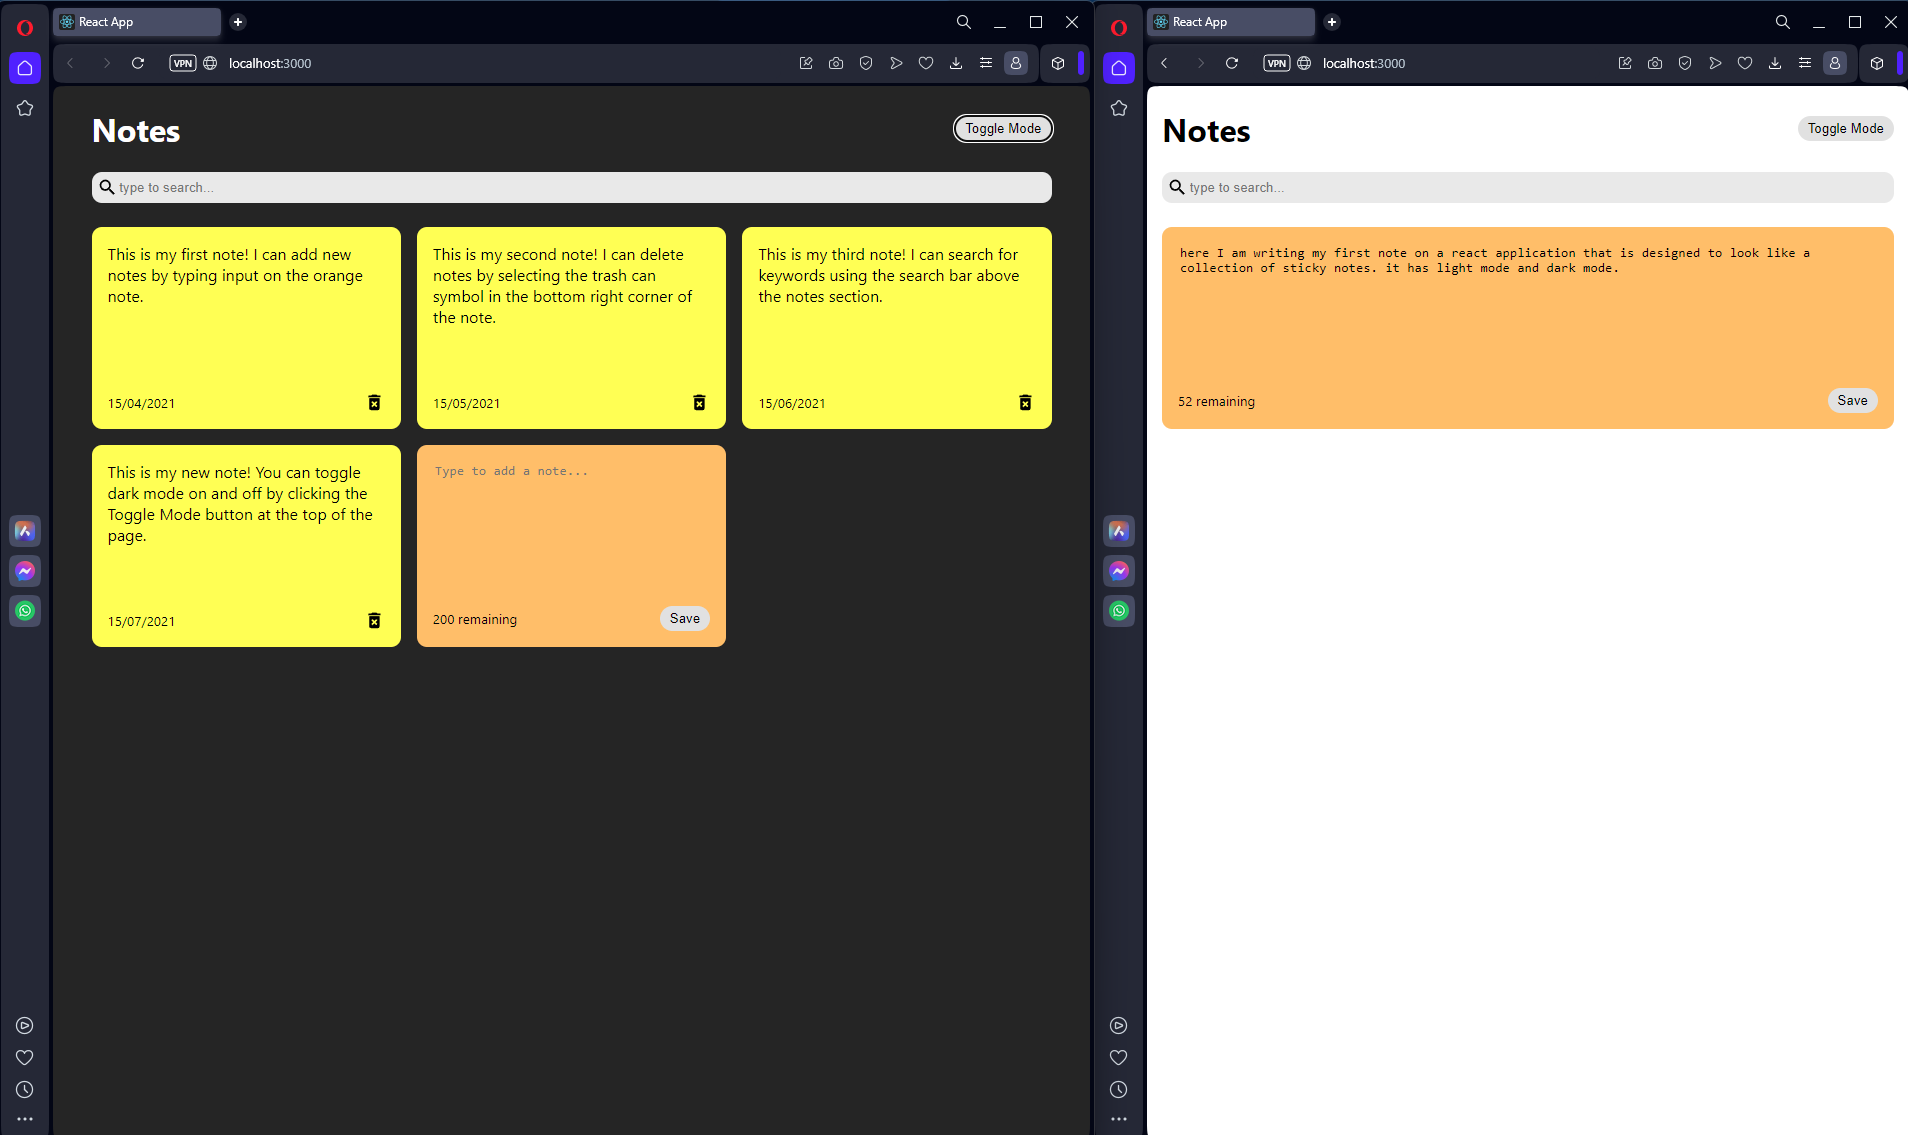 React App
VPN localhost:3000
Notes
Toggle Mode
type to search...
This is my first note! I can add new
notes by typing input on the orange
note.
15/04/2021
This is my second note! I can delete
notes by selecting the trash can
symbol in the bottom right corner of
the note.
15/05/2021
This is my third note! I can search for
keywords using the search bar above
the notes section.
15/06/2021
This is my new note! You can toggle
dark mode on and off by clicking the
Toggle Mode button at the top of the
page.
15/07/2021
Type to add a note...
200 remaining
Save
React App
VPN localhost:3000
Notes
Toggle Mode
type to search...
here I am writing my first note on a react application that is designed to look like a
collection of sticky notes. it has light mode and dark mode.
52 remaining
Save